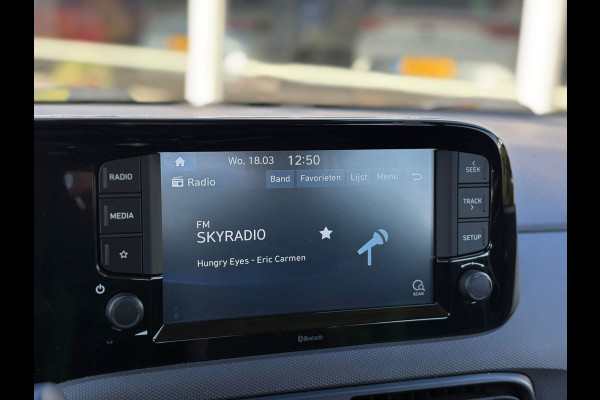 Wo, 18.03 12:50
RADIO
Radio Band Favorieten Lijst Menu
< SEEK
MEDIA
TRACK >
FM
SKYRADIO
SETUP
Hungry Eyes - Eric Carmen
SCAN
Bluetooth